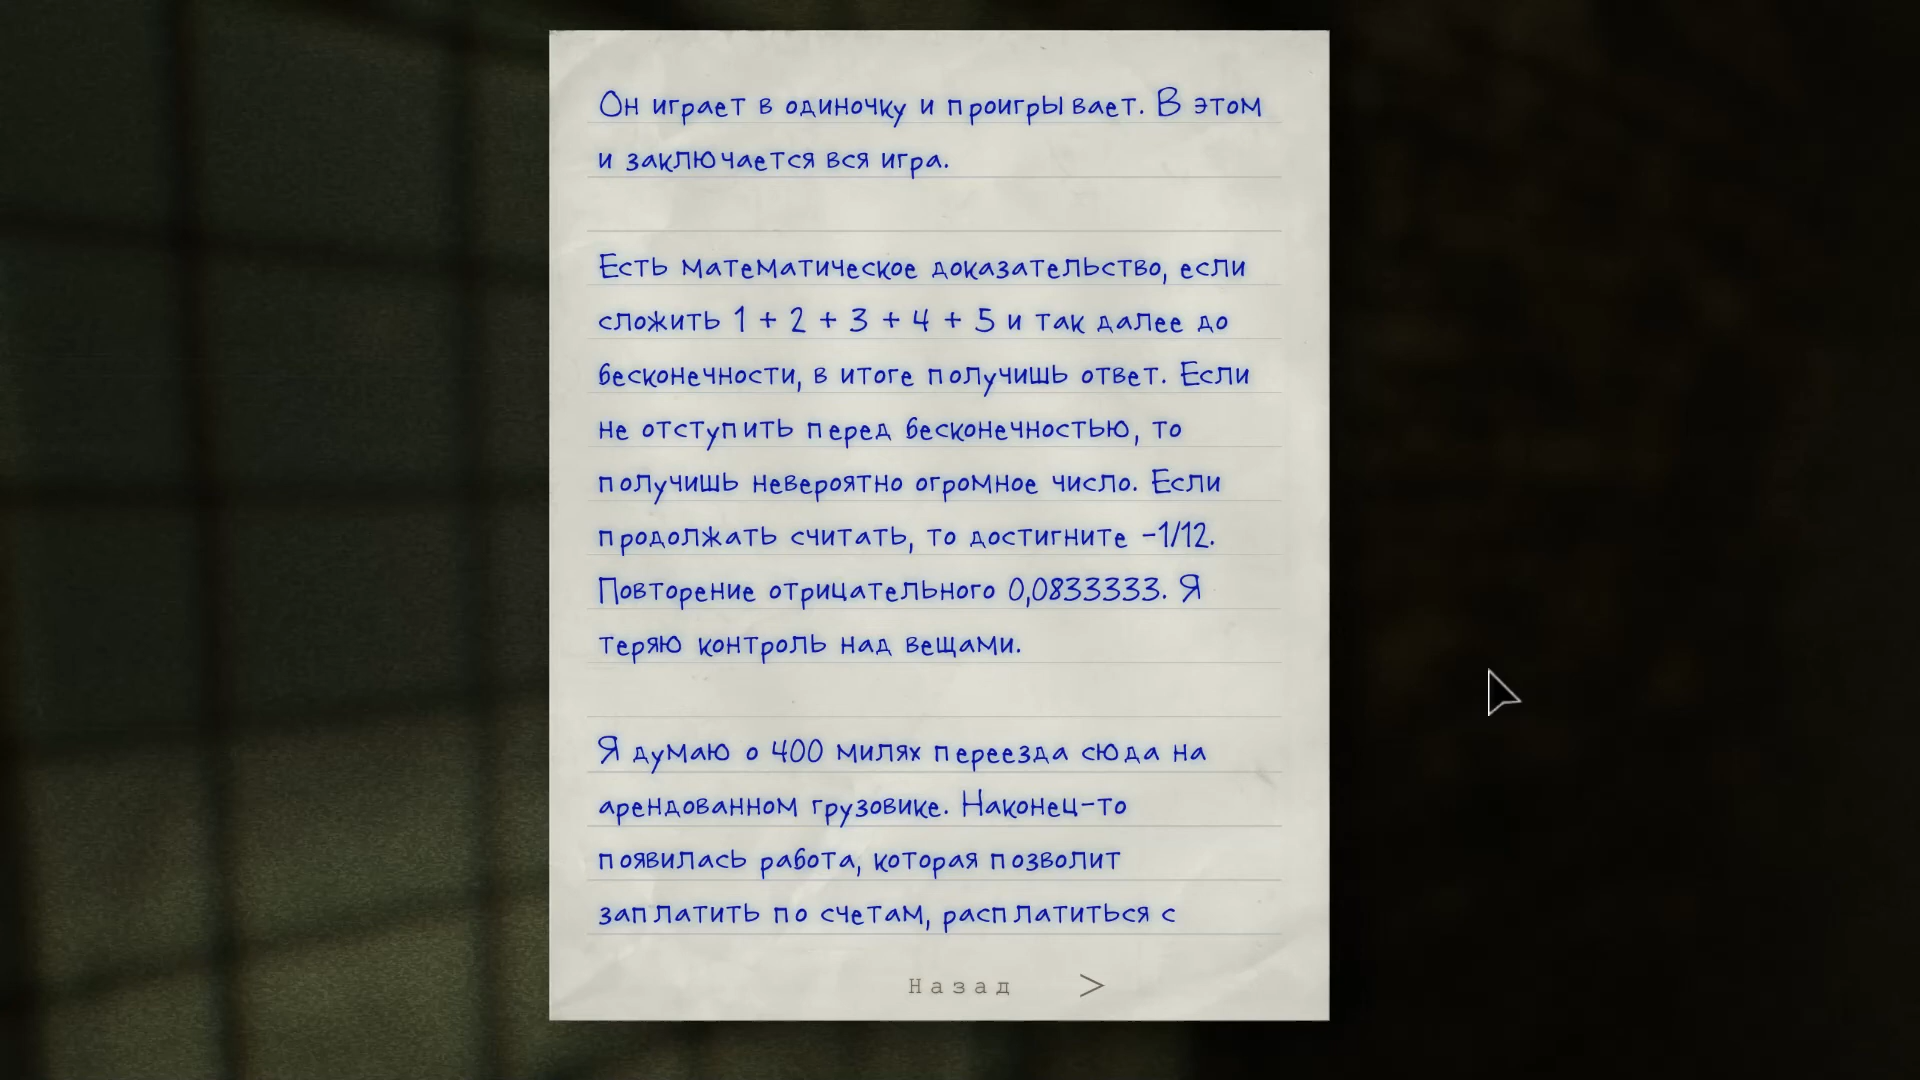 Он играет в одиночку и проигрывает. В этом
и заключается вся игра.
Есть математическое доказательство, если
сложить 1 + 2 + 3 + 4 + 5 и так далее до
бесконечности, в итоге получишь ответ. Если
не отступить перед бесконечностью, то
получишь невероятно огромное число. Если
продолжать считать, то достигните -1/12.
Повторение отрицательного 0,0833333. Я
теряю контроль над вещами.
Я думаю о 400 милях переезда сюда на
арендованном грузовике. Наконец-то
появилась работа, которая позволит
заплатить по счетам, расплатиться с
Назад >